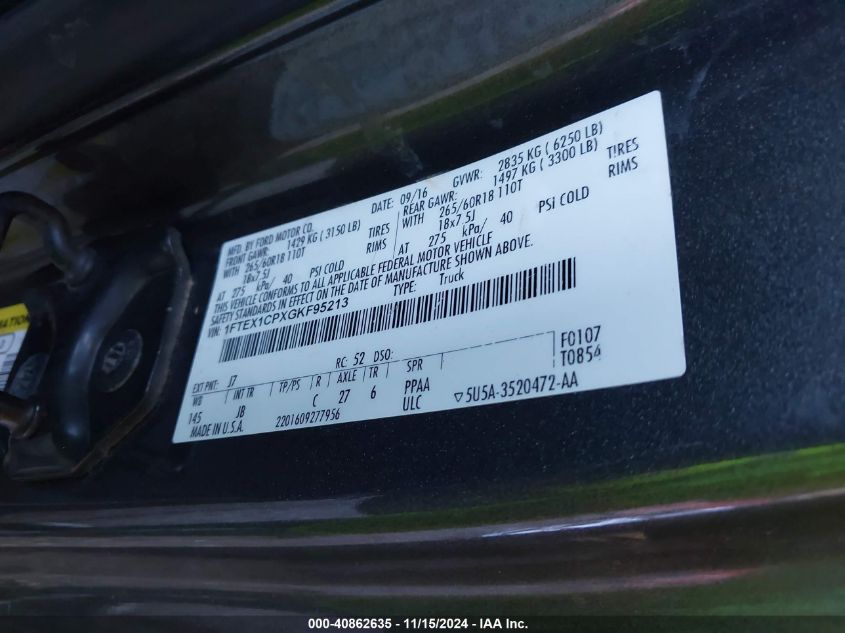 MFD. BY FORD MOTOR CO.
DATE: 09/16 GVWR: 2835 KG ( 6250 LB)
FRONT GAWR: 1429 KG ( 3150 LB) REAR GAWR: 1497 KG ( 3300 LB)
WITH 265/60R18 110T TIRES WITH 265/60R18 110T TIRES
18x7.5J RIMS 18x7.5J RIMS
AT 275 kPa/ 40 PSI COLD AT 275 kPa/ 40 PSi COLD
THIS VEHICLE CONFORMS TO ALL APPLICABLE FEDERAL MOTOR VEHICLE
SAFETY STANDARDS IN EFFECT ON THE DATE OF MANUFACTURE SHOWN ABOVE.
VIN: 1FTEX1CPXGKF95213 TYPE: Truck
F0107
T0854
EXT PNT: J7 RC: 52 DSO:
WB INT TR TP/PS R AXLE TR SPR
145 JB C 27 6 PPAA
MADE IN U.S.A. 2201609277956 ULC ▽5U5A-3520472-AA
000-40862635 - 11/15/2024 - IAA Inc.